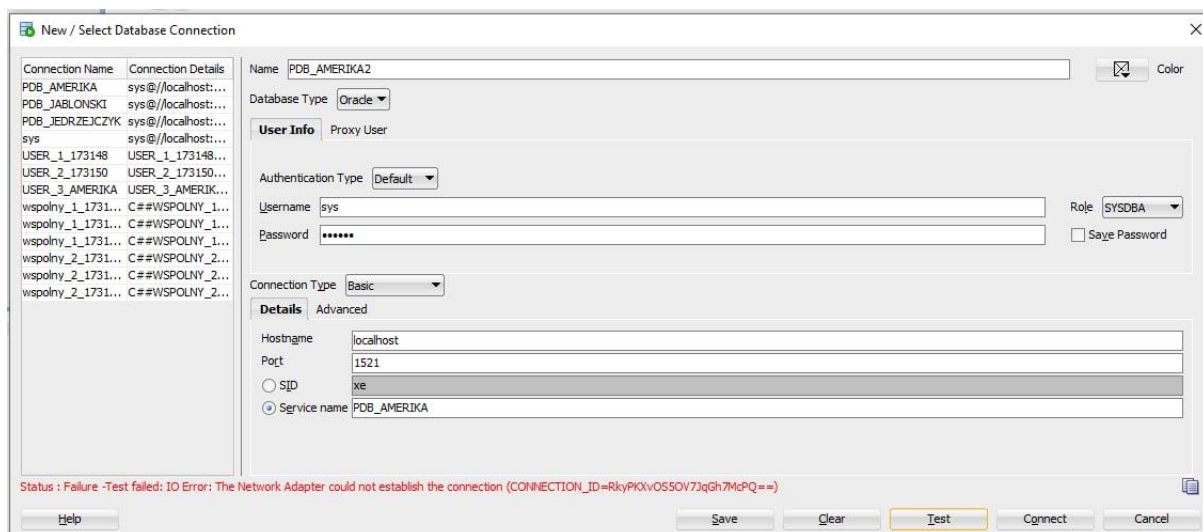 New / Select Database Connection
Connection Name Connection Details
PDB_AMERIKA sys@//localhost:...
PDB_JABLONSKI sys@//localhost:...
PDB_JEDRZEJCZYK sys@//localhost:...
sys sys@//localhost:...
USER_1_173148 USER_1_173148...
USER_2_173150 USER_2_173150...
USER_3_AMERIKA USER_3_AMERIK...
wspolny_1_1731... C##WSPOLNY_1...
wspolny_1_1731... C##WSPOLNY_1...
wspolny_1_1731... C##WSPOLNY_1...
wspolny_2_1731... C##WSPOLNY_2...
wspolny_2_1731... C##WSPOLNY_2...
wspolny_2_1731... C##WSPOLNY_2...
Name PDB_AMERIKA2 Color
Database Type Oracle
User Info Proxy User
Authentication Type Default
Username sys Role SYSDBA
Password •••••• Save Password
Connection Type Basic
Details Advanced
Hostname localhost
Port 1521
SID xe
Service name PDB_AMERIKA
Status : Failure -Test failed: IO Error: The Network Adapter could not establish the connection (CONNECTION_ID=RkyPKXvOS5OV7JqGh7McPQ==)
Help Save Clear Test Connect Cancel